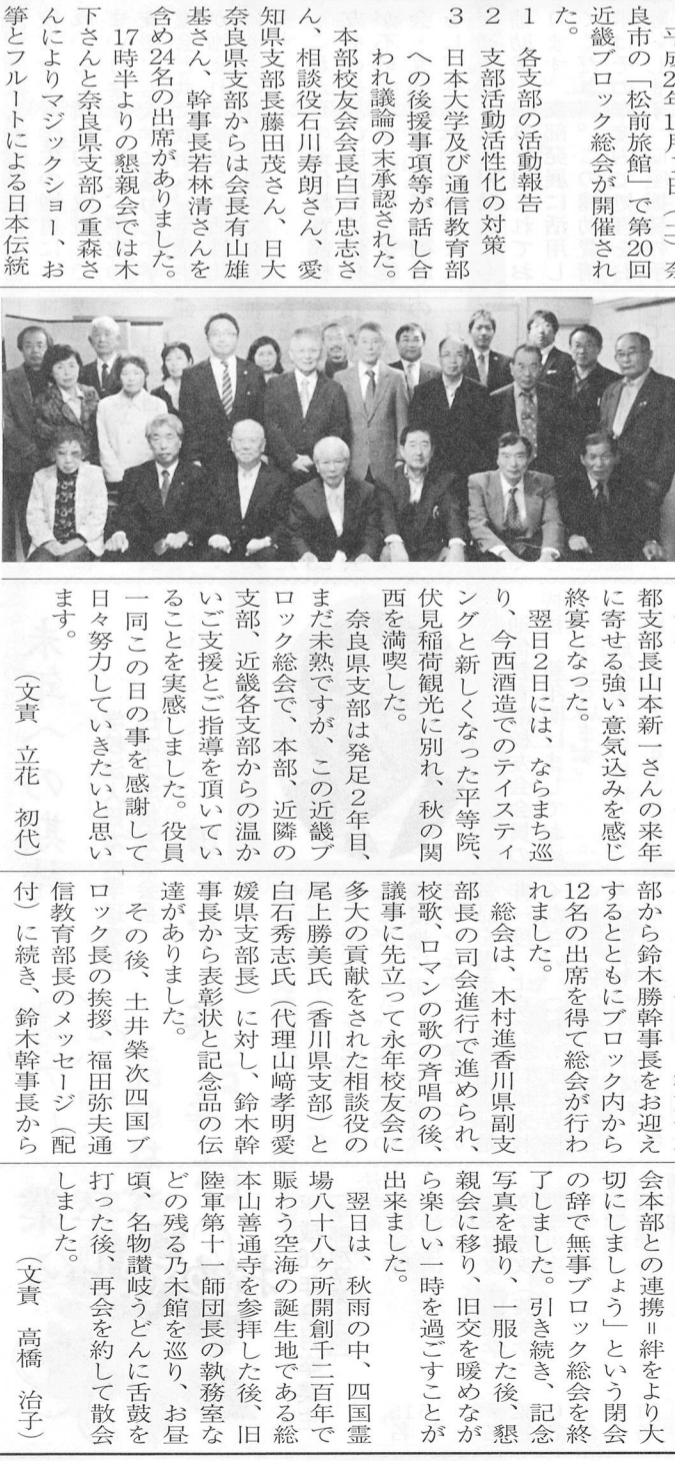 良市の「松前旅館」で第20回
近畿ブロック総会が開催され
た。
1　各支部の活動報告
2　支部活動活性化の対策
3　日本大学及び通信教育部
への後援事項等が話し合
われ議論の末承認された。
本部校友会会長白戸忠志さ
ん、相談役石川寿朗さん、愛
知県支部長藤田茂さん、日大
奈良県支部からは会長有山雄
基さん、幹事長若林清さんを
含め24名の出席がありました。
17時半よりの懇親会では木
下さんと奈良県支部の重森さ
んによりマジックショー、お
箏とフルートによる日本伝統
都支部長山本新一さんの来年
に寄せる強い意気込みを感じ
終宴となった。
翌日2日には、ならまち巡
り、今西酒造でのテイスティ
ングと新しくなった平等院、
伏見稲荷観光に別れ、秋の関
西を満喫した。
奈良県支部は発足2年目、
まだ未熟ですが、この近畿ブ
ロック総会で、本部、近隣の
支部、近畿各支部からの温か
いご支援とご指導を頂いてい
ることを実感しました。役員
一同この日の事を感謝して
日々努力していきたいと思い
ます。
（文責　立花　初代）
部から鈴木勝幹事長をお迎え
するとともにブロック内から
12名の出席を得て総会が行わ
れました。
総会は、木村進香川県副支
部長の司会進行で進められ、
校歌、ロマンの歌の斉唱の後、
議事に先立って永年校友会に
多大の貢献をされた相談役の
尾上勝美氏（香川県支部）と
白石秀志氏（代理山﨑孝明愛
媛県支部長）に対し、鈴木幹
事長から表彰状と記念品の伝
達がありました。
その後、土井榮次四国ブ
ロック長の挨拶、福田弥夫通
信教育部長のメッセージ（配
付）に続き、鈴木幹事長から
会本部との連携＝絆をより大
切にしましょう」という閉会
の辞で無事ブロック総会を終
了しました。引き続き、記念
写真を撮り、一服した後、懇
親会に移り、旧交を暖めなが
ら楽しい一時を過ごすことが
出来ました。
翌日は、秋雨の中、四国霊
場八十八ヶ所開創千二百年で
賑わう空海の誕生地である総
本山善通寺を参拝した後、旧
陸軍第十一師団長の執務室な
どの残る乃木館を巡り、お昼
頃、名物讃岐うどんに舌鼓を
打った後、再会を約して散会
しました。
（文責　高橋　治子）